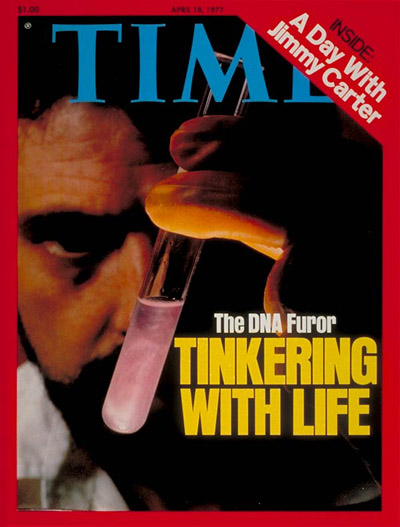 $1.00
APRIL 18, 1977
TIME
INSIDE:
A Day With
Jimmy Carter
The DNA Furor
TINKERING
WITH LIFE